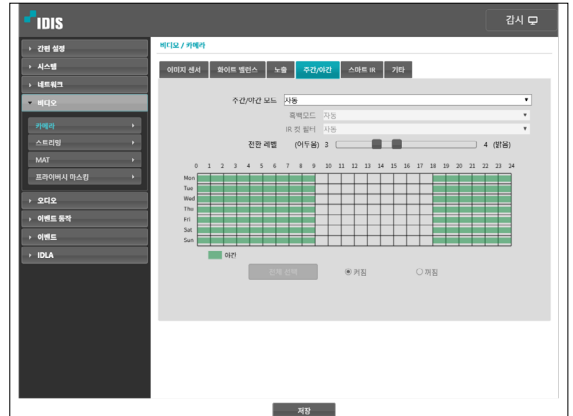 IDIS
감시
간편 설정
시스템
네트워크
비디오
카메라
스트리밍
MAT
프라이버시 마스킹
오디오
이벤트 동작
이벤트
IDLA
비디오 / 카메라
이미지 센서 화이트 밸런스 노출 주간/야간 스마트 IR 기타
주간/야간 모드 자동
흑백모드 자동
IR 컷 필터 자동
전환 레벨 (어두움) 3 4 (밝음)
0 1 2 3 4 5 6 7 8 9 10 11 12 13 14 15 16 17 18 19 20 21 22 23 24
Mon
Tue
Wed
Thu
Fri
Sat
Sun
야간
전체 선택 켜짐 꺼짐
저장